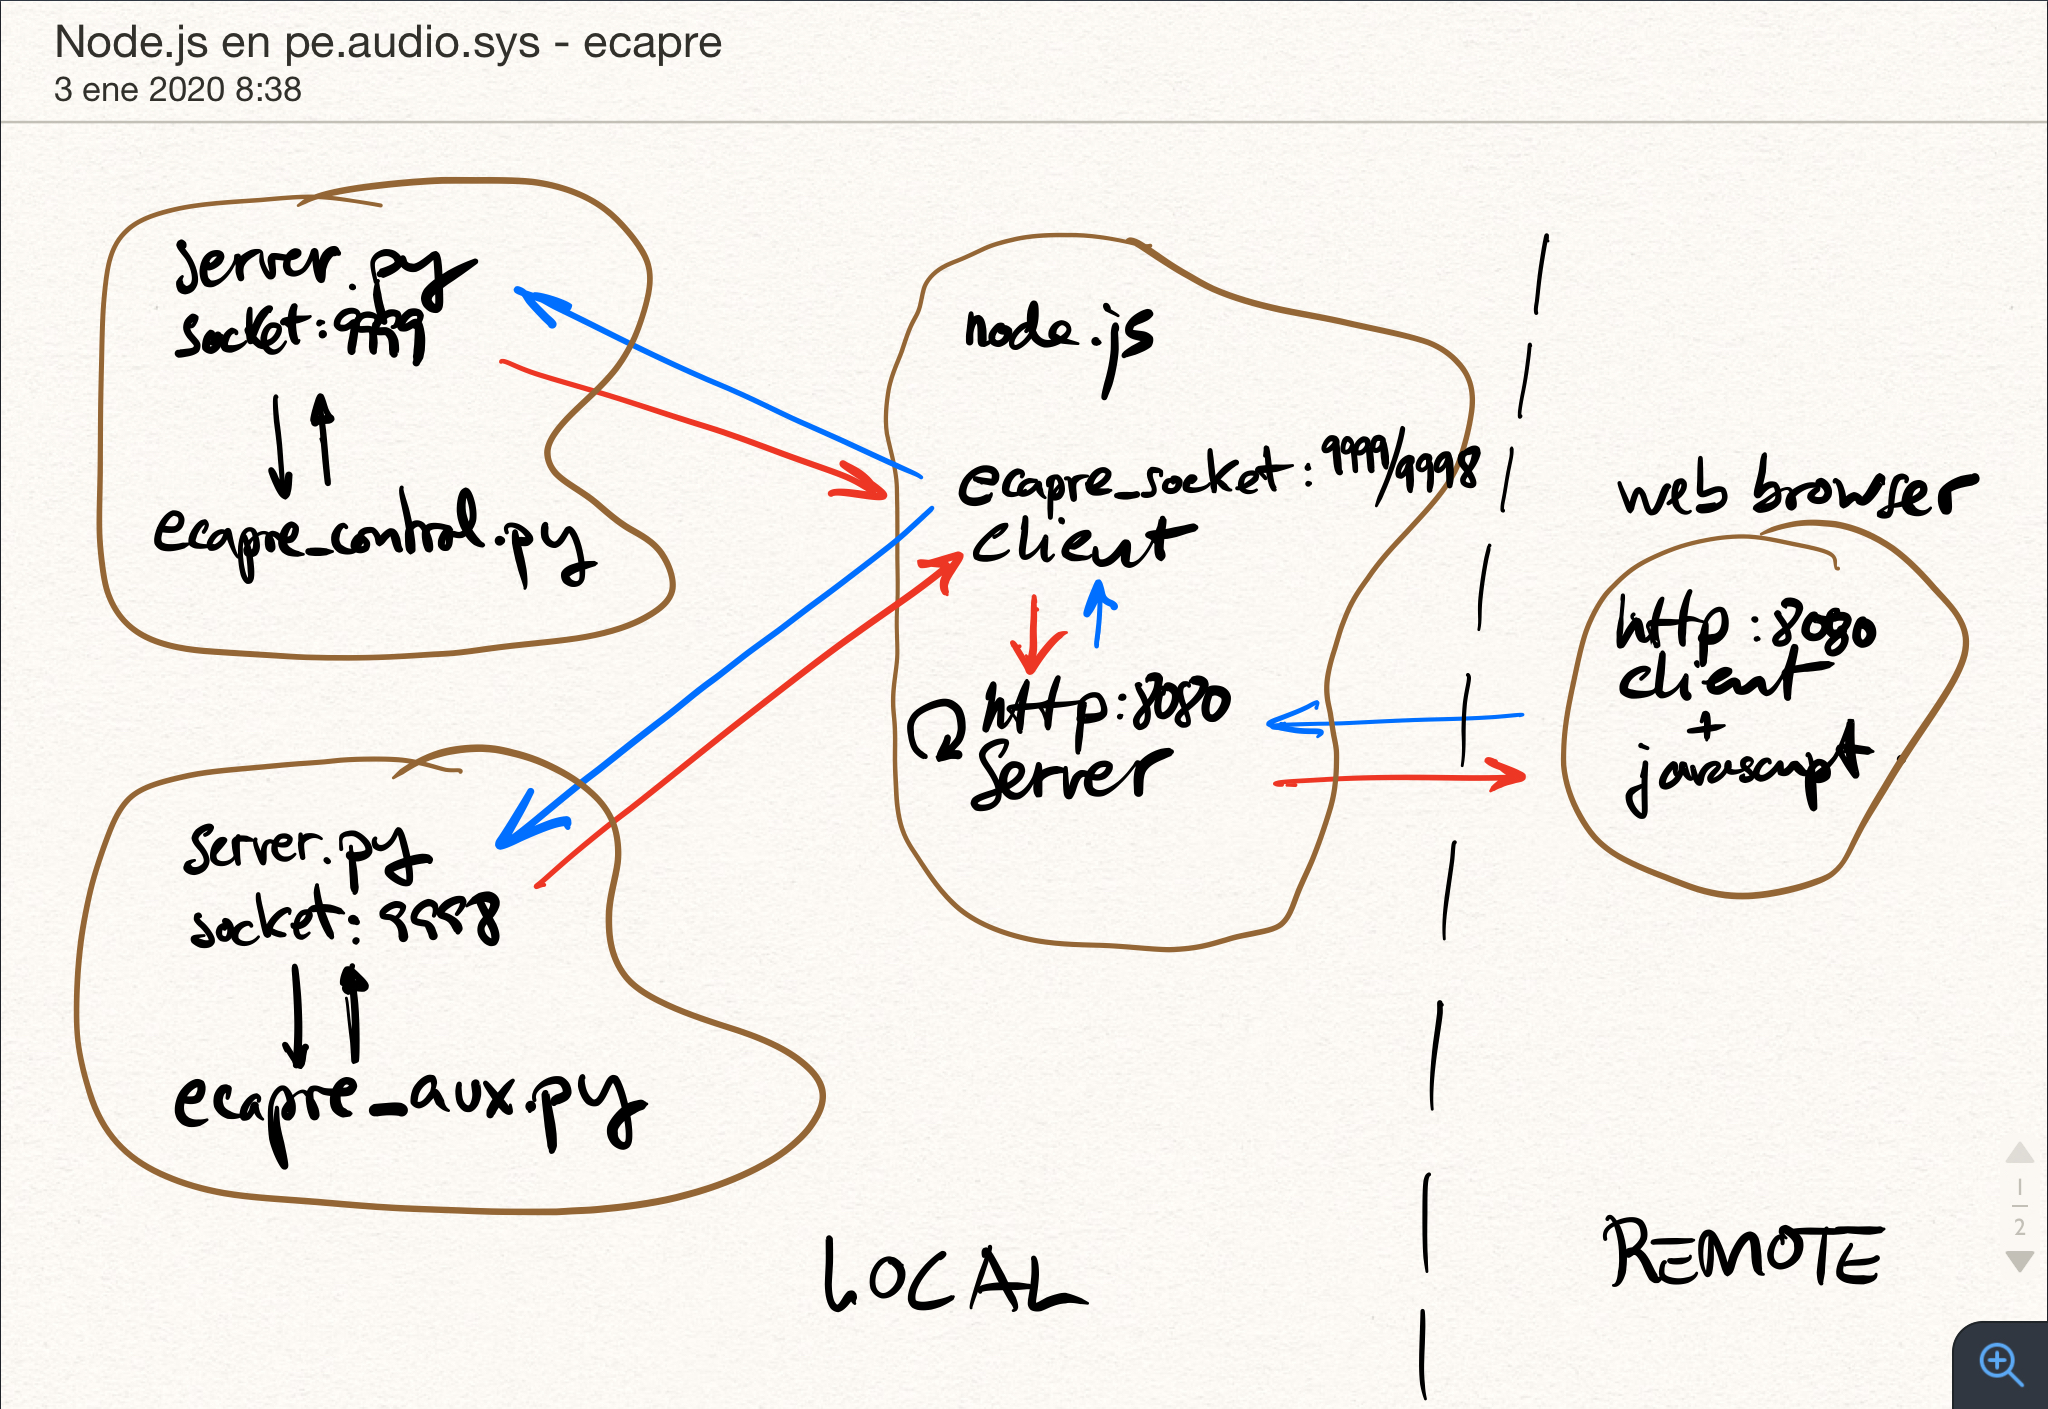 Node.js en pe.audio.sys - ecapre
3 ene 2020 8:38
server.py
socket:9999
ecapre_control.py
node.js
ecapre_socket:9999/9998
client
http:8080
server
web browser
http:8080
client
+
javascript
server.py
socket:9998
ecapre_aux.py
LOCAL
REMOTE
1
2